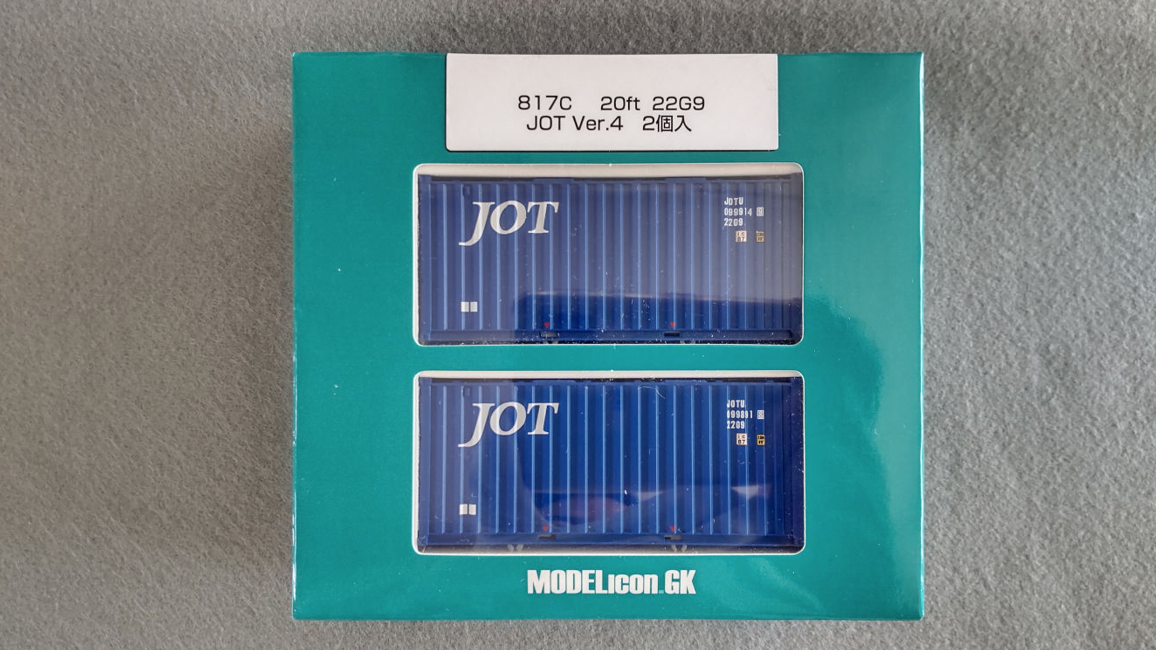 817C 20ft 22G9
JOT Ver.4 2個入
JOT
JOTU
2209
JOT
JOTU
2209
MODELicon.GK